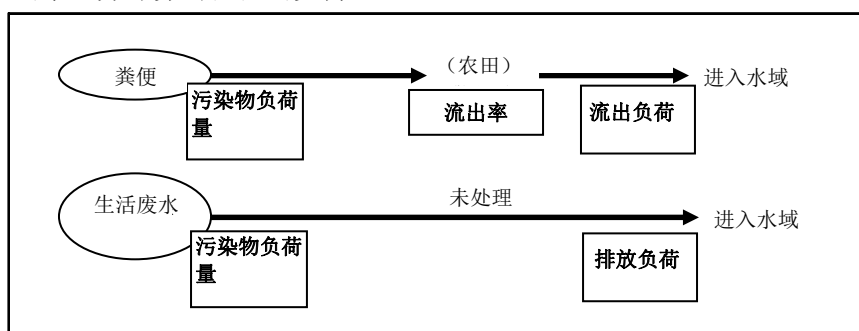 粪便
（农田）
进入水域
污染物负荷
量
流出率
流出负荷
生活废水
未处理
进入水域
污染物负荷
量
排放负荷